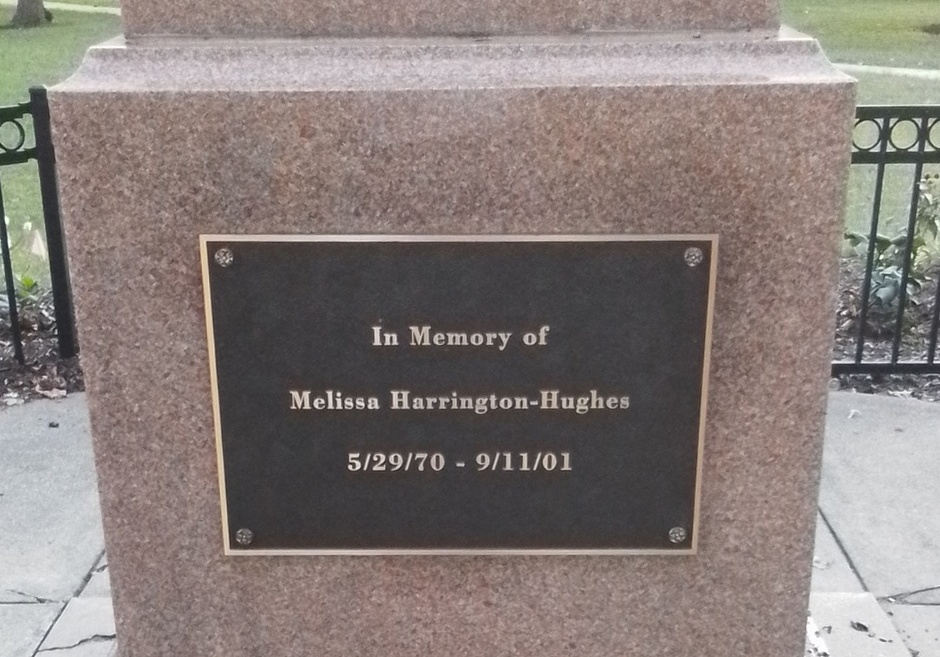 In Memory of
Melissa Harrington-Hughes
5/29/70 - 9/11/01